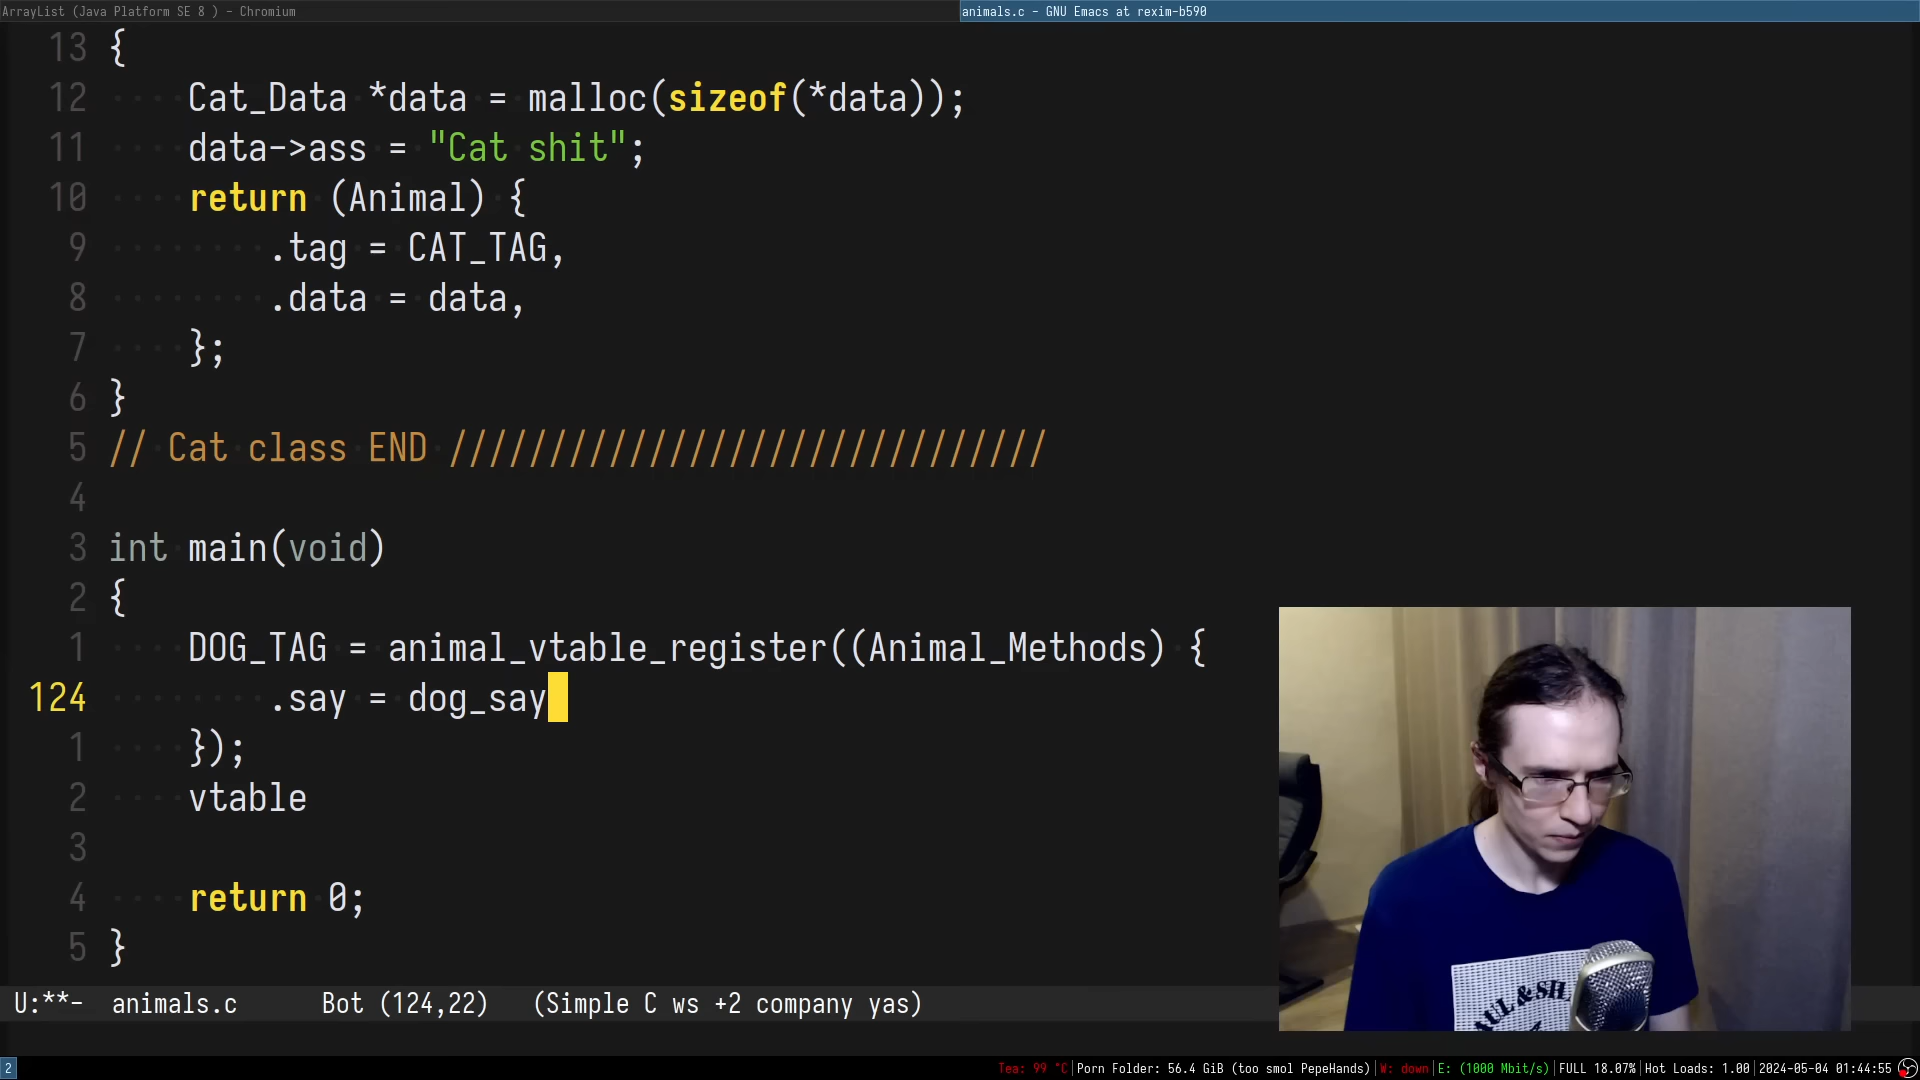 ArrayList (Java Platform SE 8 ) - Chromium
animals.c - GNU Emacs at rexim-b590
13 {
12 Cat_Data *data = malloc(sizeof(*data));
11 data->ass = "Cat shit";
10 return (Animal) {
9 .tag = CAT_TAG,
8 .data = data,
7 };
6 }
5 // Cat class END //////////////////////////////
4
3 int main(void)
2 {
1 DOG_TAG = animal_vtable_register((Animal_Methods) {
124 .say = dog_say
1 });
2 vtable
3
4 return 0;
5 }
U:**- animals.c Bot (124,22) (Simple C ws +2 company yas)
2 Tea: 99 °C|Porn Folder: 56.4 GiB (too smol PepeHands)|W: down|E: (1000 Mbit/s)|FULL 18.07%|Hot Loads: 1.00|2024-05-04 01:44:55